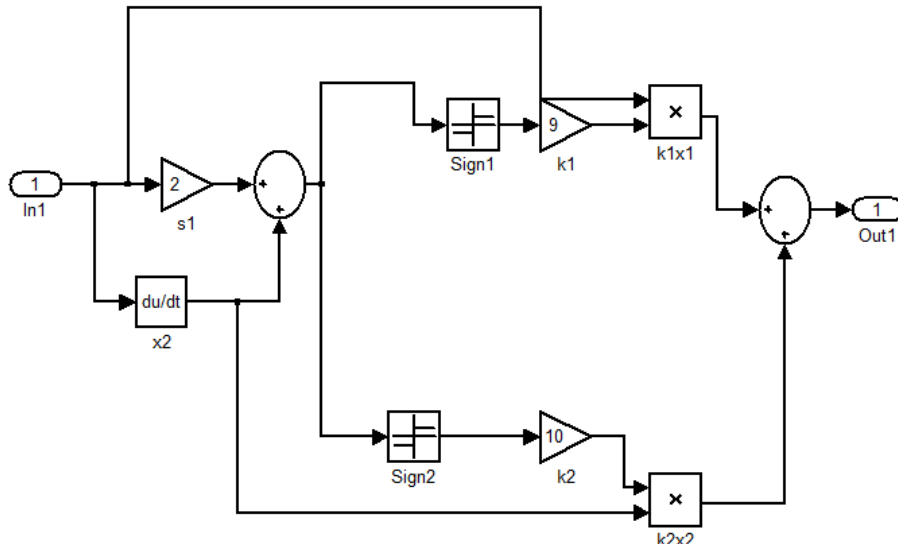 9
×
k1x1
Sign1
k1
1
In1
2
s1
+
+
+
+
1
Out1
du/dt
x2
10
×
Sign2
k2
k2x2